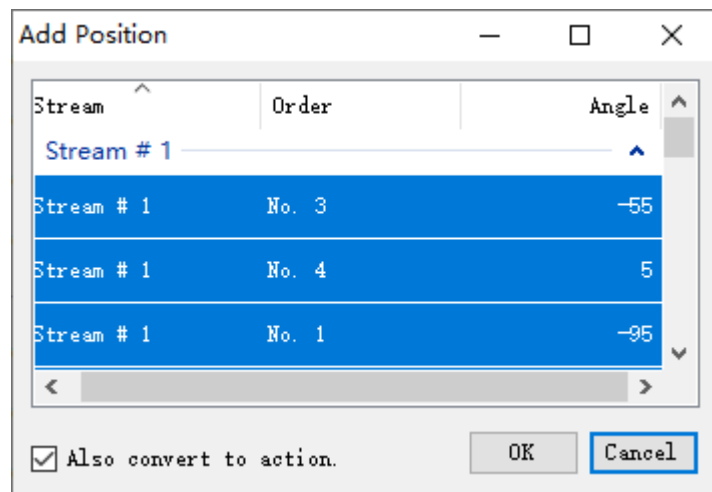 Add Position
Stream Order Angle
Stream # 1
Stream # 1 No. 3 -55
Stream # 1 No. 4 5
Stream # 1 No. 1 -95
Also convert to action.
OK Cancel